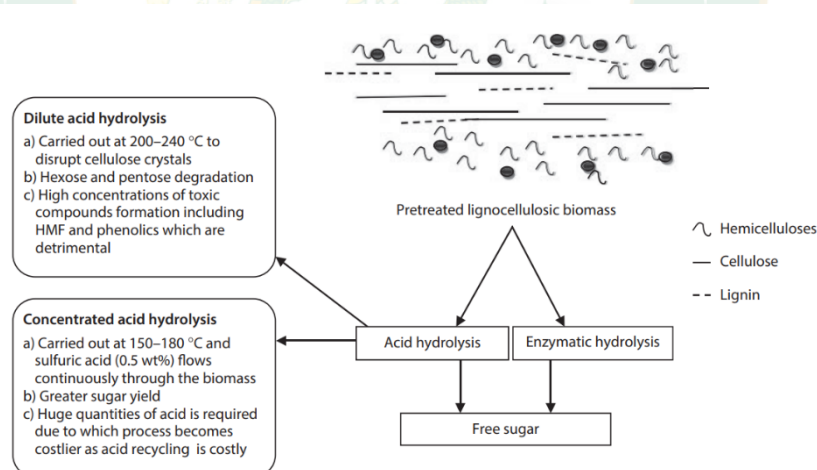 Dilute acid hydrolysis
a) Carried out at 200–240 °C to
disrupt cellulose crystals
b) Hexose and pentose degradation
c) High concentrations of toxic
compounds formation including
HMF and phenolics which are
detrimental
Concentrated acid hydrolysis
a) Carried out at 150–180 °C and
sulfuric acid (0.5 wt%) flows
continuously through the biomass
b) Greater sugar yield
c) Huge quantities of acid is required
due to which process becomes
costlier as acid recycling is costly
Pretreated lignocellulosic biomass
Hemicelluloses
Cellulose
Lignin
Acid hydrolysis
Enzymatic hydrolysis
Free sugar